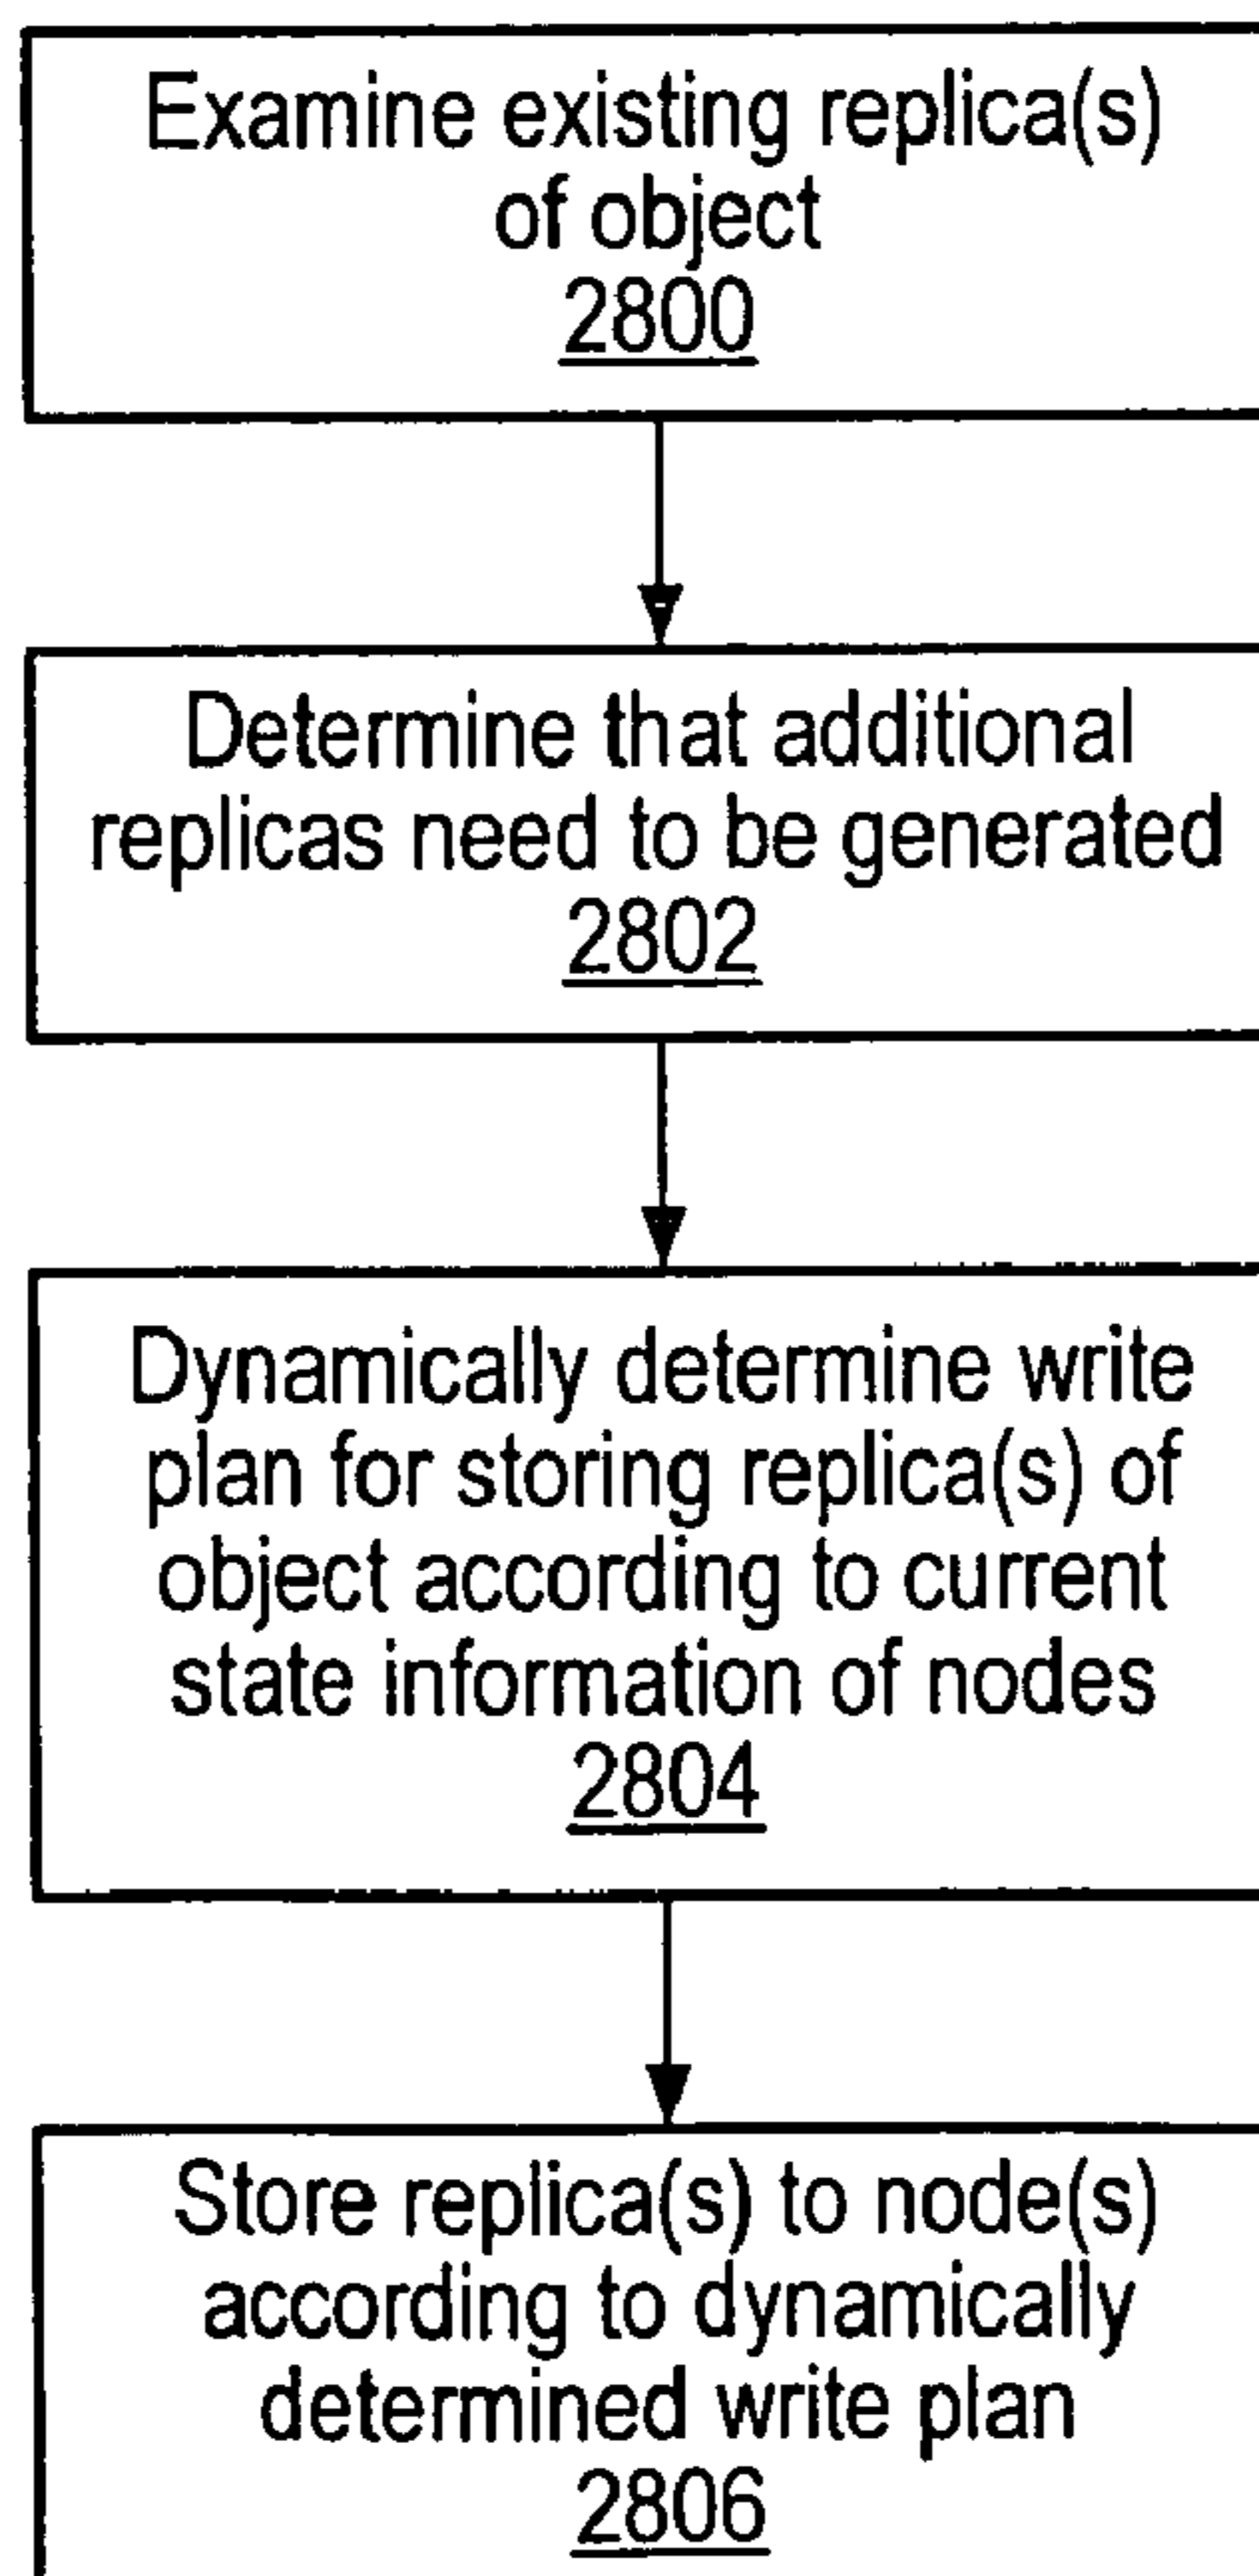 Examine existing replica(s)
of object
2800
Determine that additional
replicas need to be generated
2802
Dynamically determine write
plan for storing replica(s) of
object according to current
state information of nodes
2804
Store replica(s) to node(s)
according to dynamically
determined write plan
2806